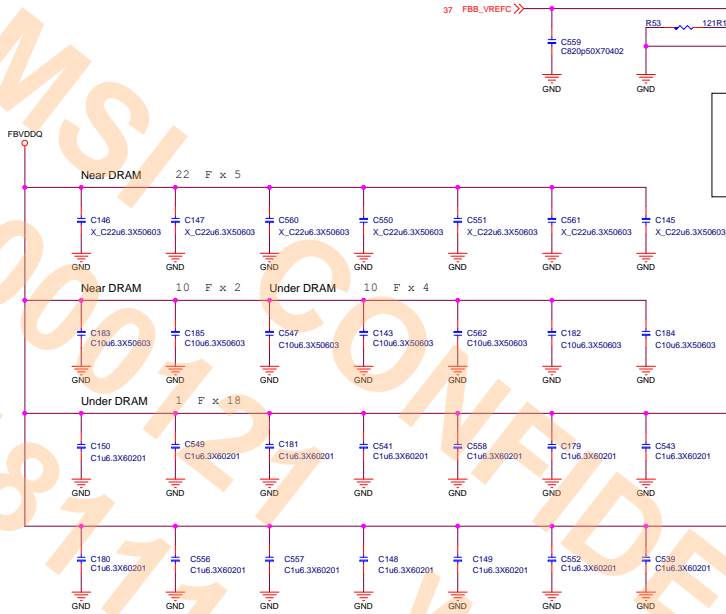 37 FBB_VREFC
R53 121R1
C559
C820p50X70402
GND GND
FBVDDQ
Near DRAM 22 F x 5
C146 C147 C560 C550 C551 C561 C145
X_C22u6.3X50603 X_C22u6.3X50603 X_C22u6.3X50603 X_C22u6.3X50603 X_C22u6.3X50603 X_C22u6.3X50603 X_C22u6.3X50603
GND GND GND GND GND GND GND
Near DRAM 10 F x 2 Under DRAM 10 F x 4
C183 C185 C547 C143 C562 C182 C184
C10u6.3X50603 C10u6.3X50603 C10u6.3X50603 C10u6.3X50603 C10u6.3X50603 C10u6.3X50603 C10u6.3X50603
GND GND GND GND GND GND GND
Under DRAM 1 F x 18
C150 C549 C181 C541 C558 C179 C543
C1u6.3X60201 C1u6.3X60201 C1u6.3X60201 C1u6.3X60201 C1u6.3X60201 C1u6.3X60201 C1u6.3X60201
GND GND GND GND GND GND GND
C180 C556 C557 C148 C149 C552 C539
C1u6.3X60201 C1u6.3X60201 C1u6.3X60201 C1u6.3X60201 C1u6.3X60201 C1u6.3X60201 C1u6.3X60201
GND GND GND GND GND GND GND
MSI CONFIDE
000121